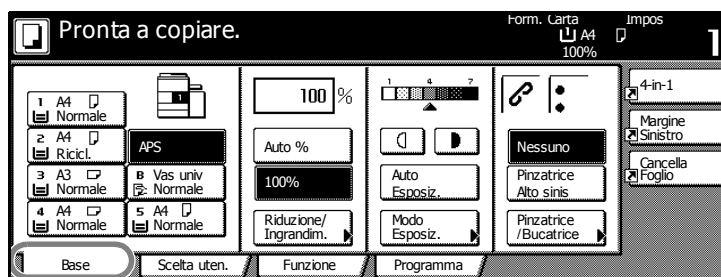 Pronta a copiare.
Form. Carta
A4
100%
Impos
1
1 A4
Normale
2 A4
Ricicl.
3 A3
Normale
4 A4
Normale
APS
B Vas univ
Normale
5 A4
Normale
100 %
Auto %
100%
Riduzione/
Ingrandim.
1 4 7
Auto
Esposiz.
Modo
Esposiz.
Nessuno
Pinzatrice
Alto sinis
Pinzatrice
/Bucatrice
4-in-1
Margine
Sinistro
Cancella
Foglio
Base
Scelta uten.
Funzione
Programma